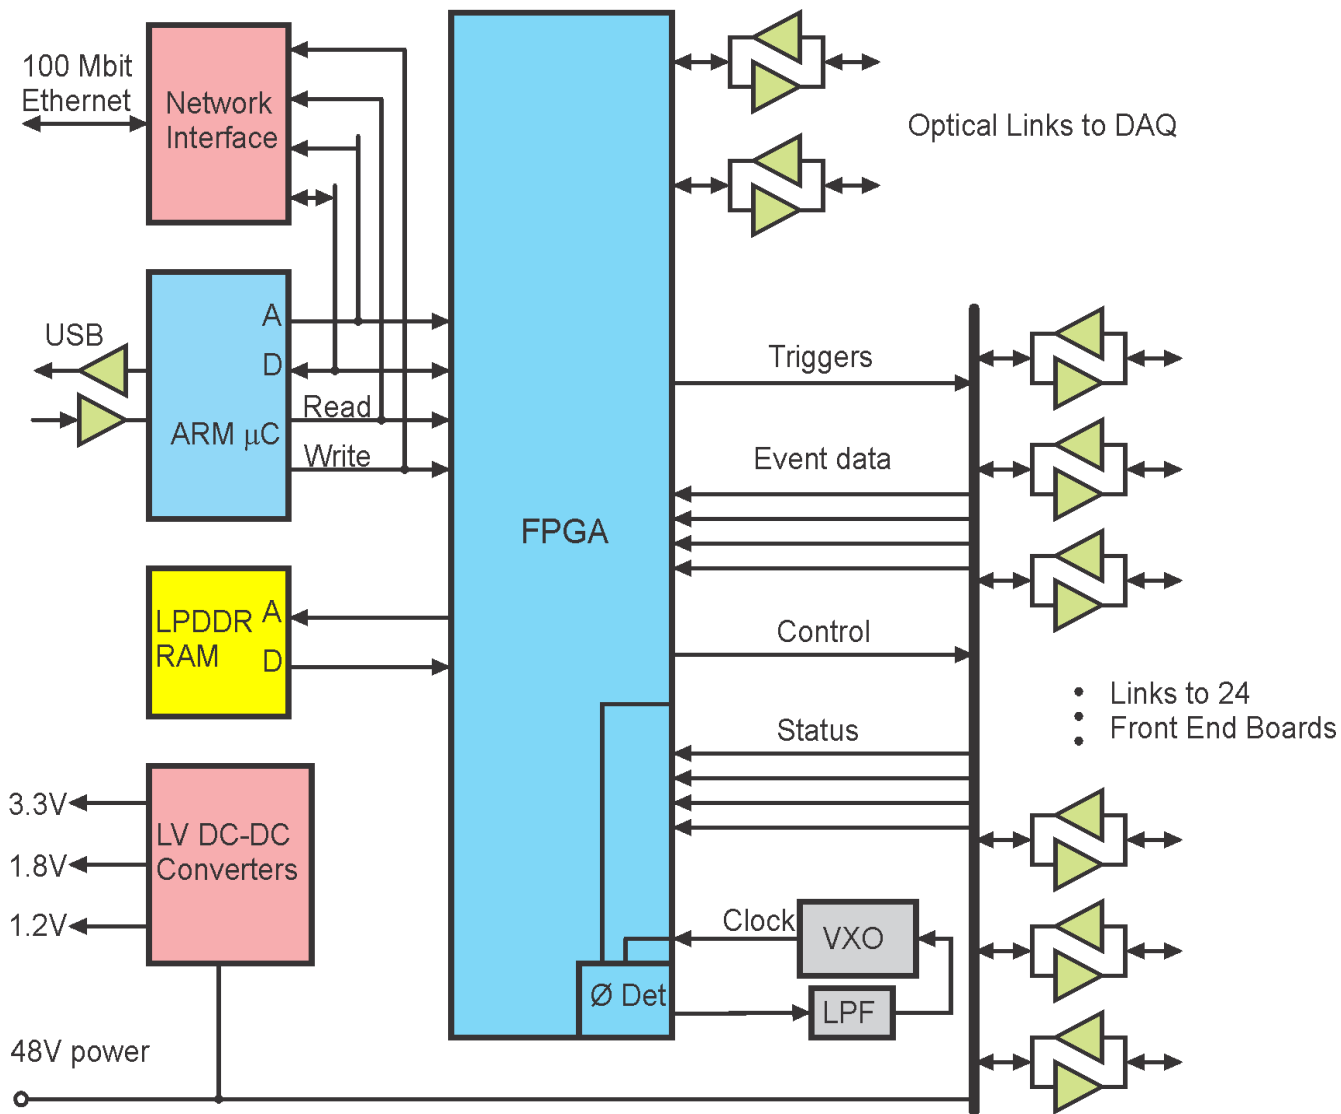 100 Mbit
Ethernet
Network
Interface
Optical Links to DAQ
USB
A
D
Read
ARM μC
Write
FPGA
Triggers
Event data
Control
Status
LPDDR A
RAM D
Links to 24
Front End Boards
3.3V
1.8V
1.2V
LV DC-DC
Converters
Clock
VXO
Ø Det
LPF
48V power